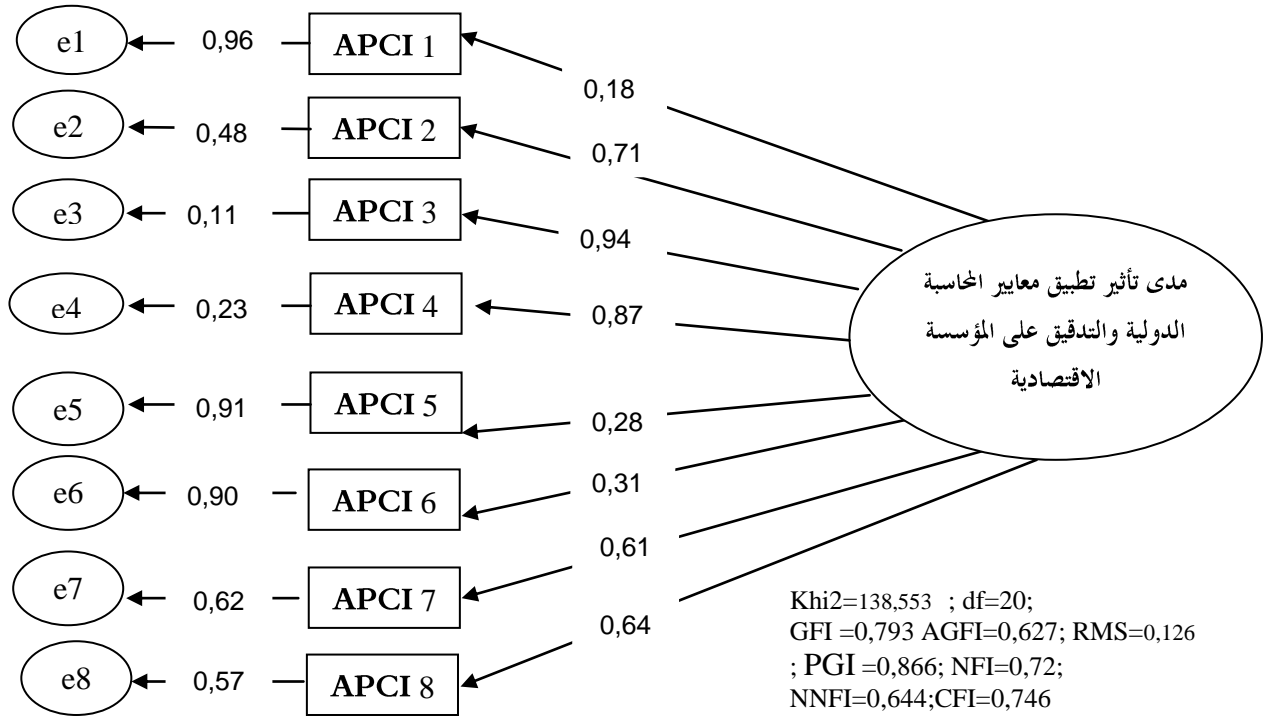 e1 0,96 APCI 1 0,18
e2 0,48 APCI 2 0,71
e3 0,11 APCI 3 0,94
e4 0,23 APCI 4 0,87
e5 0,91 APCI 5 0,28
e6 0,90 APCI 6 0,31
e7 0,62 APCI 7 0,61
e8 0,57 APCI 8 0,64
مدى تأثير تطبيق معايير المحاسبة
الدولية والتدقيق على المؤسسة
الاقتصادية
Khi2=138,553 ; df=20;
GFI =0,793 AGFI=0,627; RMS=0,126
; PGI =0,866; NFI=0,72;
NNFI=0,644;CFI=0,746